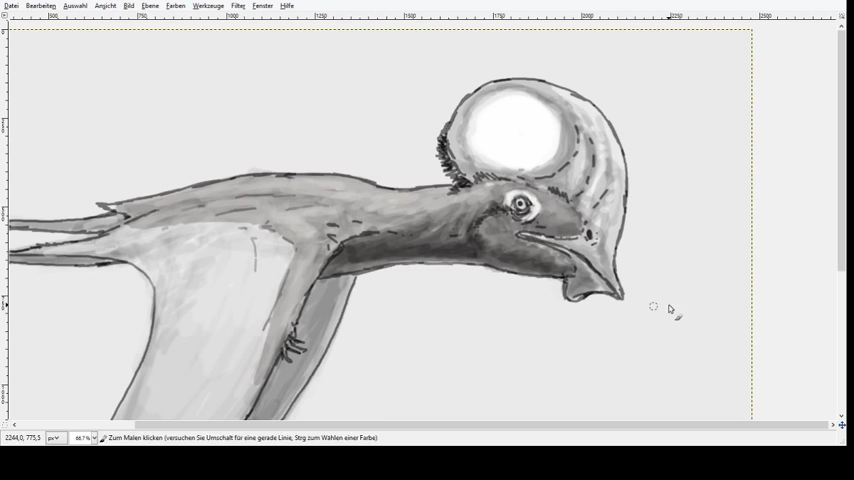 Datei Bearbeiten Auswahl Ansicht Bild Ebene Farben Werkzeuge Filter Fenster Hilfe
500 750 1000 1250 1500 1750 2000 2250 2500
2244,0, 775,5 px 66,7 % Zum Malen klicken (versuchen Sie Umschalt für eine gerade Linie, Strg zum Wählen einer Farbe)